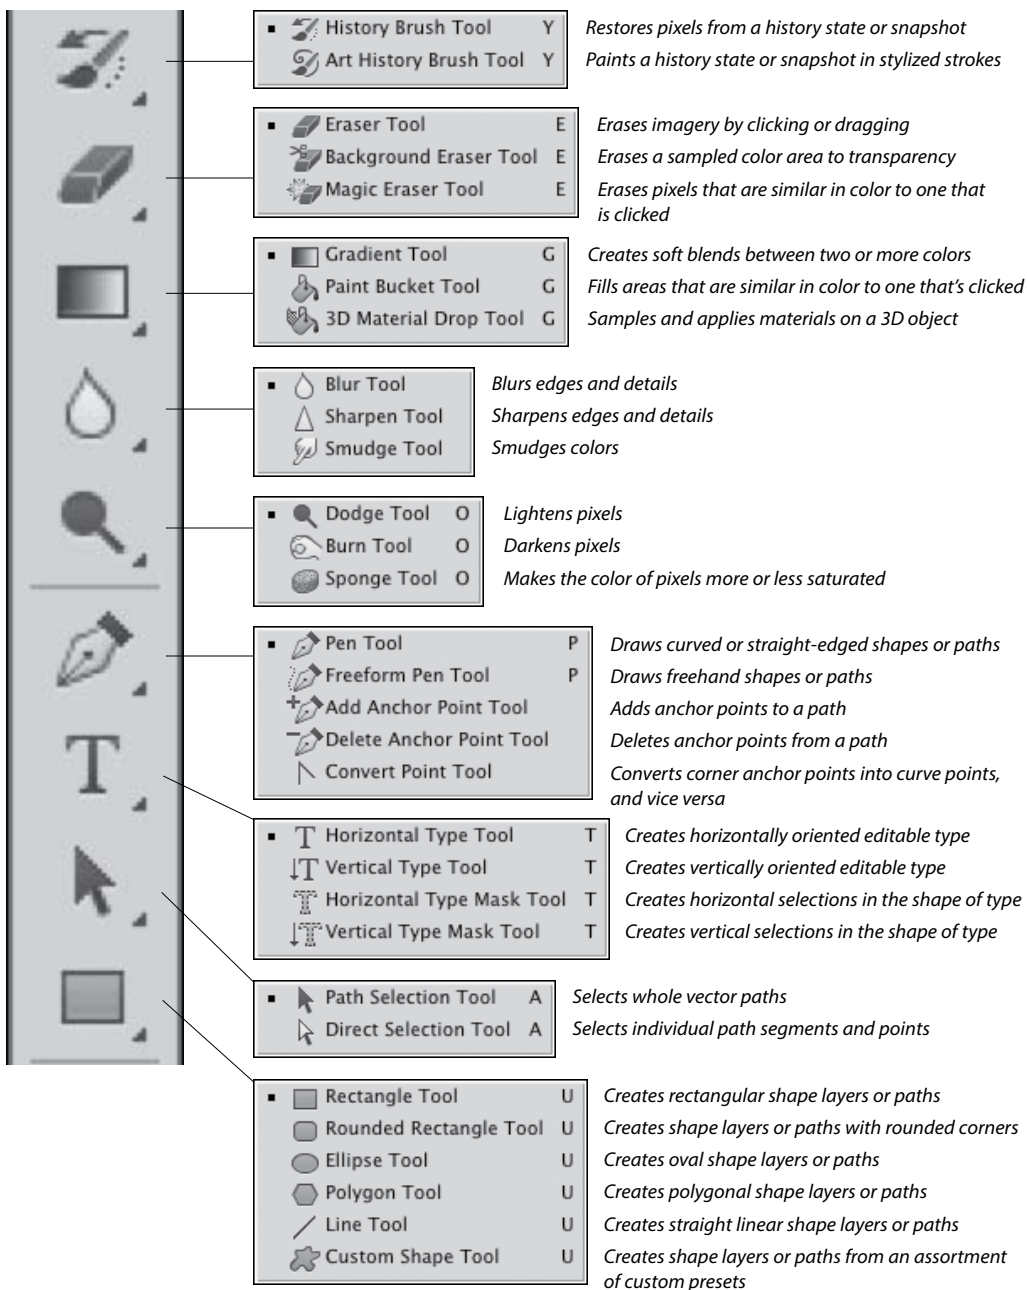 History Brush Tool Y Restores pixels from a history state or snapshot
Art History Brush Tool Y Paints a history state or snapshot in stylized strokes
Eraser Tool E Erases imagery by clicking or dragging
Background Eraser Tool E Erases a sampled color area to transparency
Magic Eraser Tool E Erases pixels that are similar in color to one that
is clicked
Gradient Tool G Creates soft blends between two or more colors
Paint Bucket Tool G Fills areas that are similar in color to one that’s clicked
3D Material Drop Tool G Samples and applies materials on a 3D object
Blur Tool Blurs edges and details
Sharpen Tool Sharpens edges and details
Smudge Tool Smudges colors
Dodge Tool O Lightens pixels
Burn Tool O Darkens pixels
Sponge Tool O Makes the color of pixels more or less saturated
Pen Tool P Draws curved or straight-edged shapes or paths
Freeform Pen Tool P Draws freehand shapes or paths
Add Anchor Point Tool Adds anchor points to a path
Delete Anchor Point Tool Deletes anchor points from a path
Convert Point Tool Converts corner anchor points into curve points,
and vice versa
Horizontal Type Tool T Creates horizontally oriented editable type
Vertical Type Tool T Creates vertically oriented editable type
Horizontal Type Mask Tool T Creates horizontal selections in the shape of type
Vertical Type Mask Tool T Creates vertical selections in the shape of type
Path Selection Tool A Selects whole vector paths
Direct Selection Tool A Selects individual path segments and points
Rectangle Tool U Creates rectangular shape layers or paths
Rounded Rectangle Tool U Creates shape layers or paths with rounded corners
Ellipse Tool U Creates oval shape layers or paths
Polygon Tool U Creates polygonal shape layers or paths
Line Tool U Creates straight linear shape layers or paths
Custom Shape Tool U Creates shape layers or paths from an assortment
of custom presets